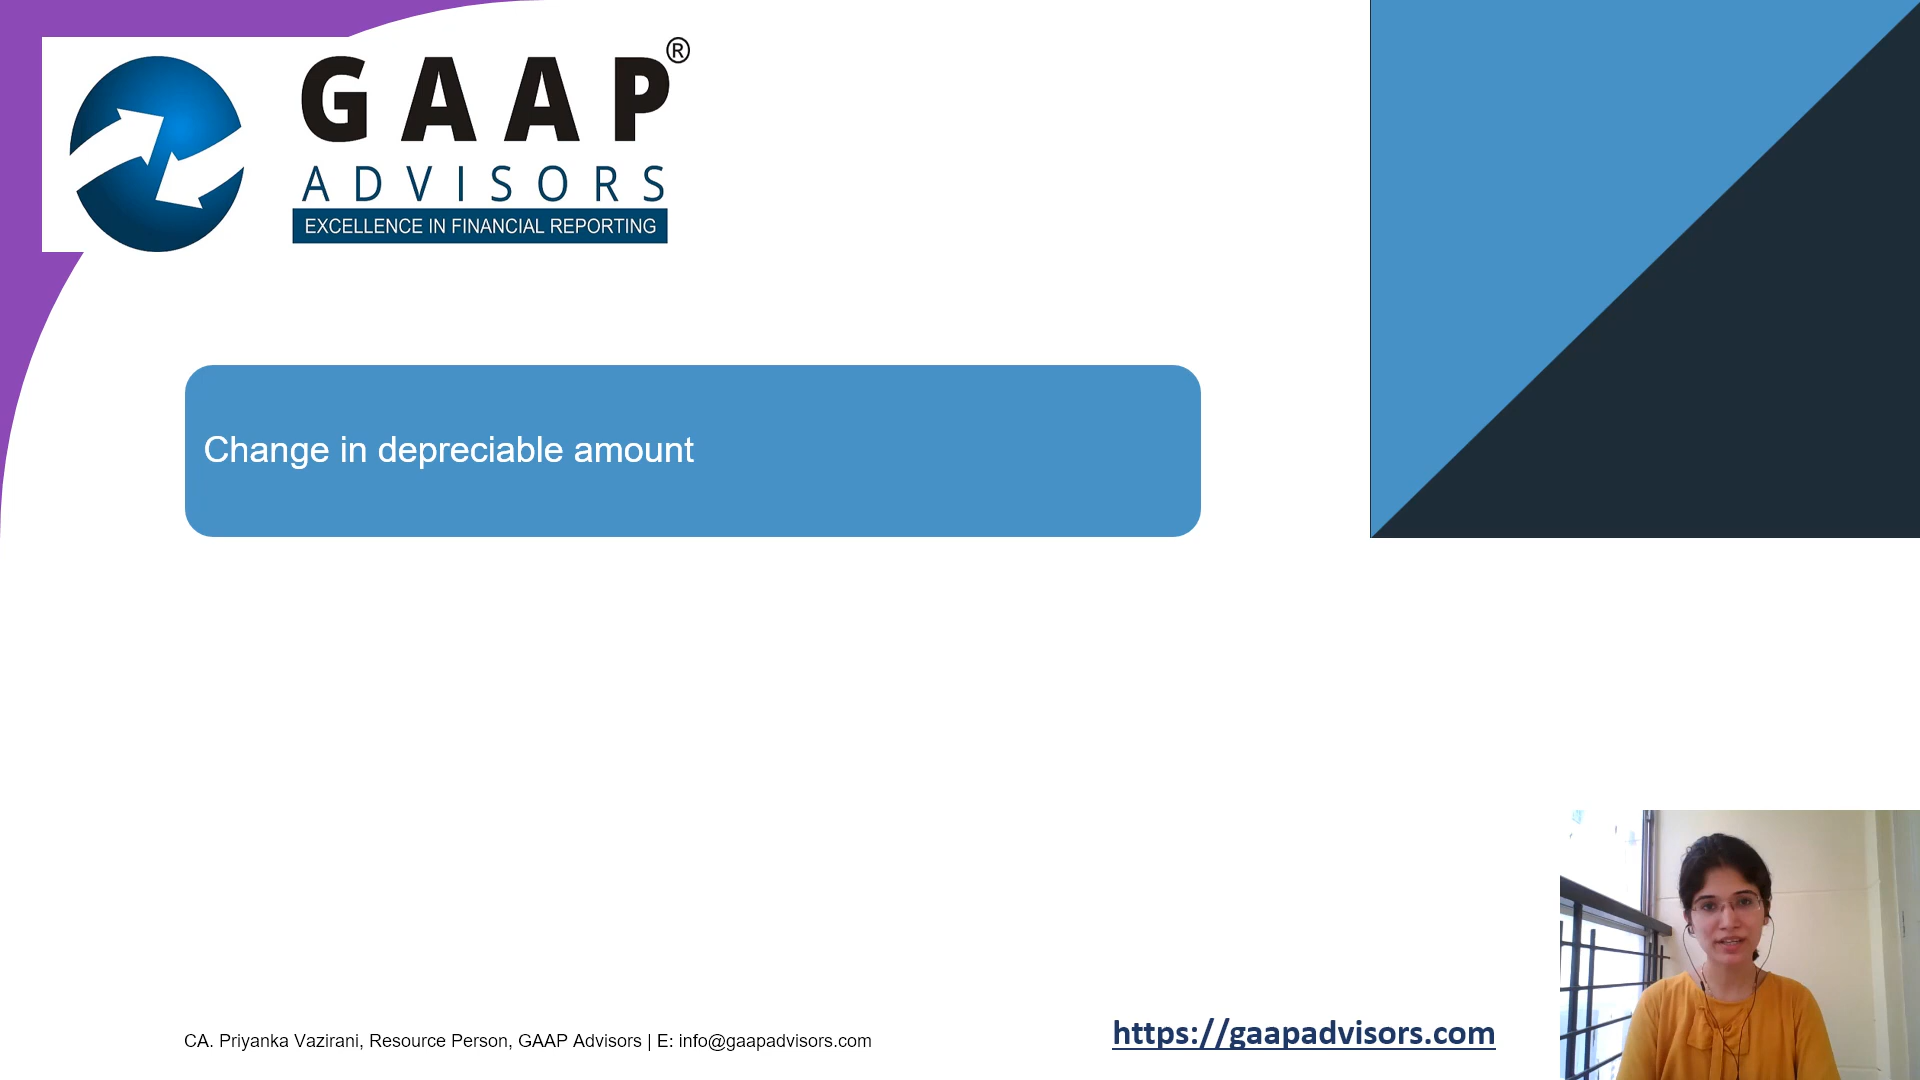 GAAP®
ADVISORS
EXCELLENCE IN FINANCIAL REPORTING
Change in depreciable amount
CA. Priyanka Vazirani, Resource Person, GAAP Advisors | E: info@gaapadvisors.com
https://gaapadvisors.com